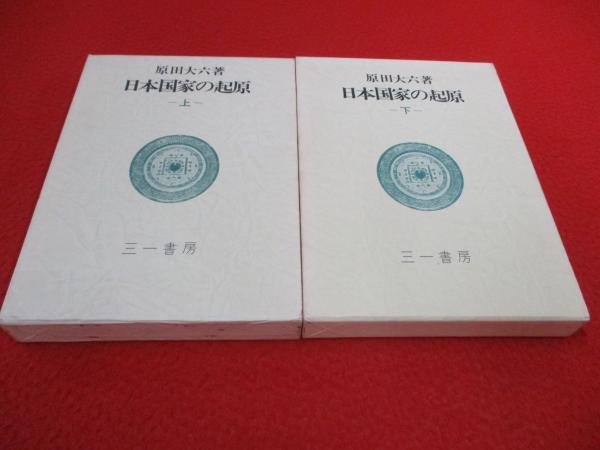 原田大六著
日本国家の起原
－上－
三一書房
原田大六著
日本国家の起原
－下－
三一書房